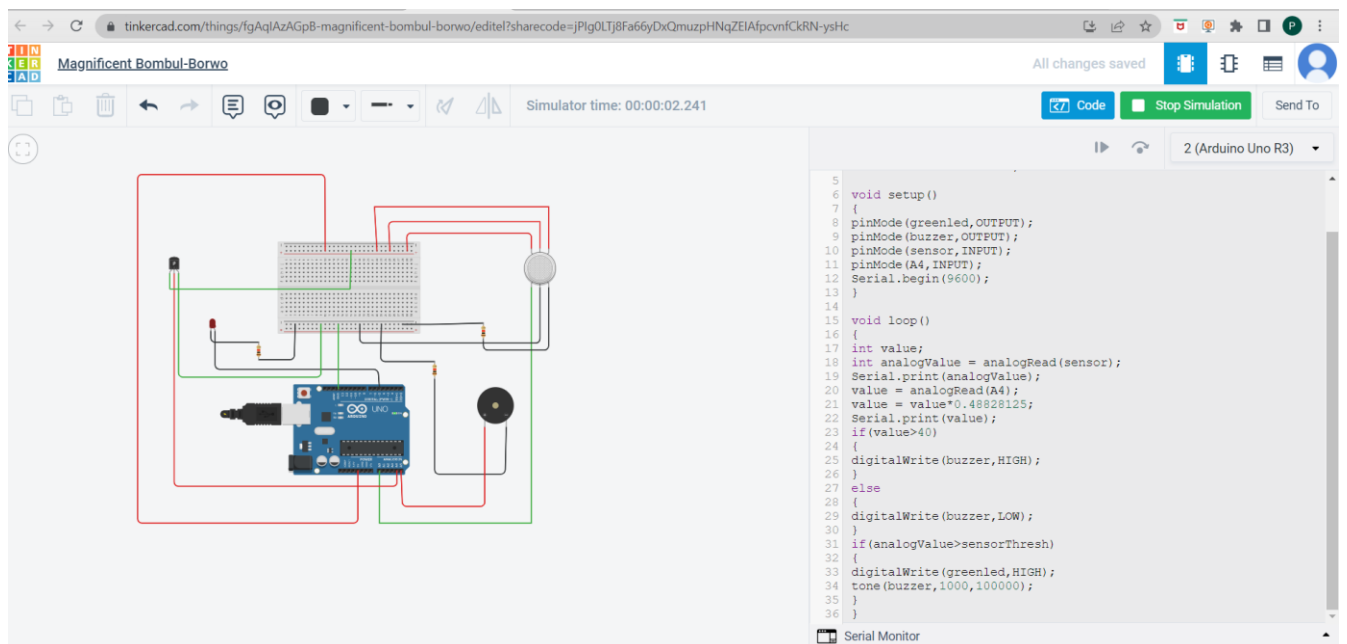 tinkercad.com/things/fgAqIAzAGpB-magnificent-bombul-borwo/editel?sharecode=jPIg0LTj8Fa66yDxQmuzpHNqZEIAfpcvnfCkRN-ysHc
P
TIN
KER
CAD
Magnificent Bombul-Borwo
All changes saved
Simulator time: 00:00:02.241
Code
Stop Simulation
Send To
2 (Arduino Uno R3)
5
6 void setup()
7 {
8 pinMode(greenled,OUTPUT);
9 pinMode(buzzer,OUTPUT);
10 pinMode(sensor,INPUT);
11 pinMode(A4,INPUT);
12 Serial.begin(9600);
13 }
14
15 void loop()
16 {
17 int value;
18 int analogValue = analogRead(sensor);
19 Serial.print(analogValue);
20 value = analogRead(A4);
21 value = value*0.48828125;
22 Serial.print(value);
23 if(value>40)
24 {
25 digitalWrite(buzzer,HIGH);
26 }
27 else
28 {
29 digitalWrite(buzzer,LOW);
30 }
31 if(analogValue>sensorThresh)
32 {
33 digitalWrite(greenled,HIGH);
34 tone(buzzer,1000,100000);
35 }
36 }
UNO
Serial Monitor